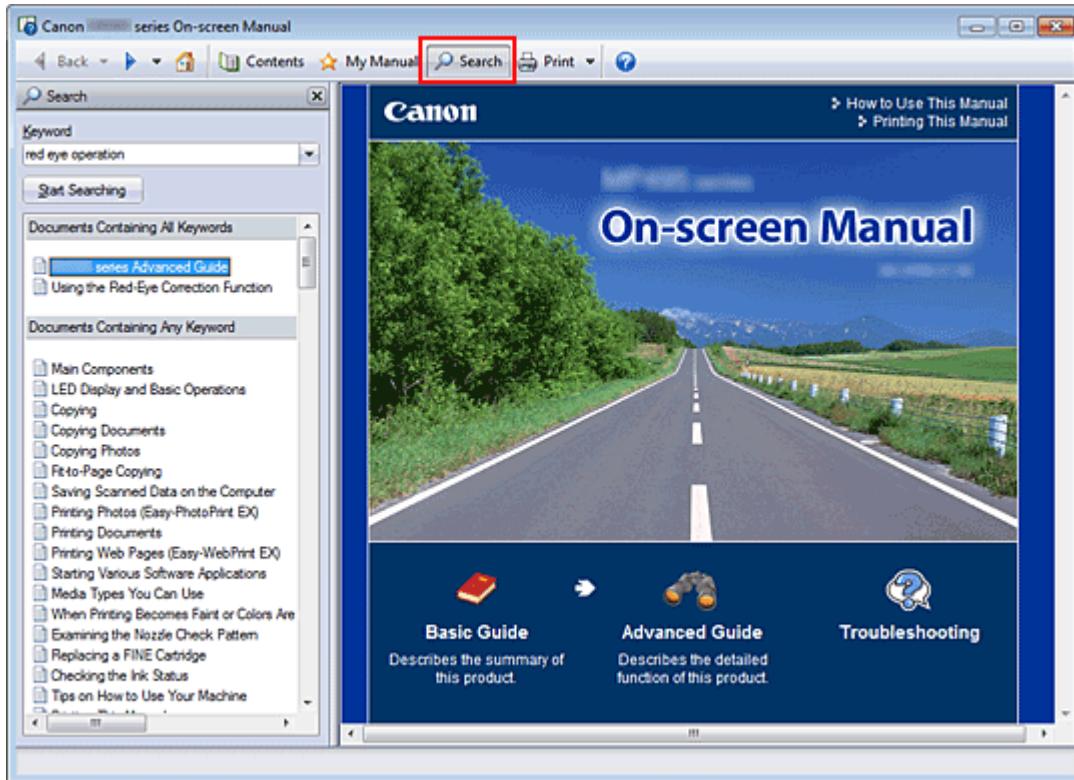 Canon series On-screen Manual
Back
Contents
My Manual
Search
Print
Search
Keyword
red eye operation
Start Searching
Documents Containing All Keywords
series Advanced Guide
Using the Red-Eye Correction Function
Documents Containing Any Keyword
Main Components
LED Display and Basic Operations
Copying
Copying Documents
Copying Photos
Fit-to-Page Copying
Saving Scanned Data on the Computer
Printing Photos (Easy-PhotoPrint EX)
Printing Documents
Printing Web Pages (Easy-WebPrint EX)
Starting Various Software Applications
Media Types You Can Use
When Printing Becomes Faint or Colors Are
Examining the Nozzle Check Pattern
Replacing a FINE Cartridge
Checking the Ink Status
Tips on How to Use Your Machine
Canon
How to Use This Manual
Printing This Manual
series
On-screen Manual
Basic Guide
Describes the summary of
this product.
Advanced Guide
Describes the detailed
function of this product.
Troubleshooting